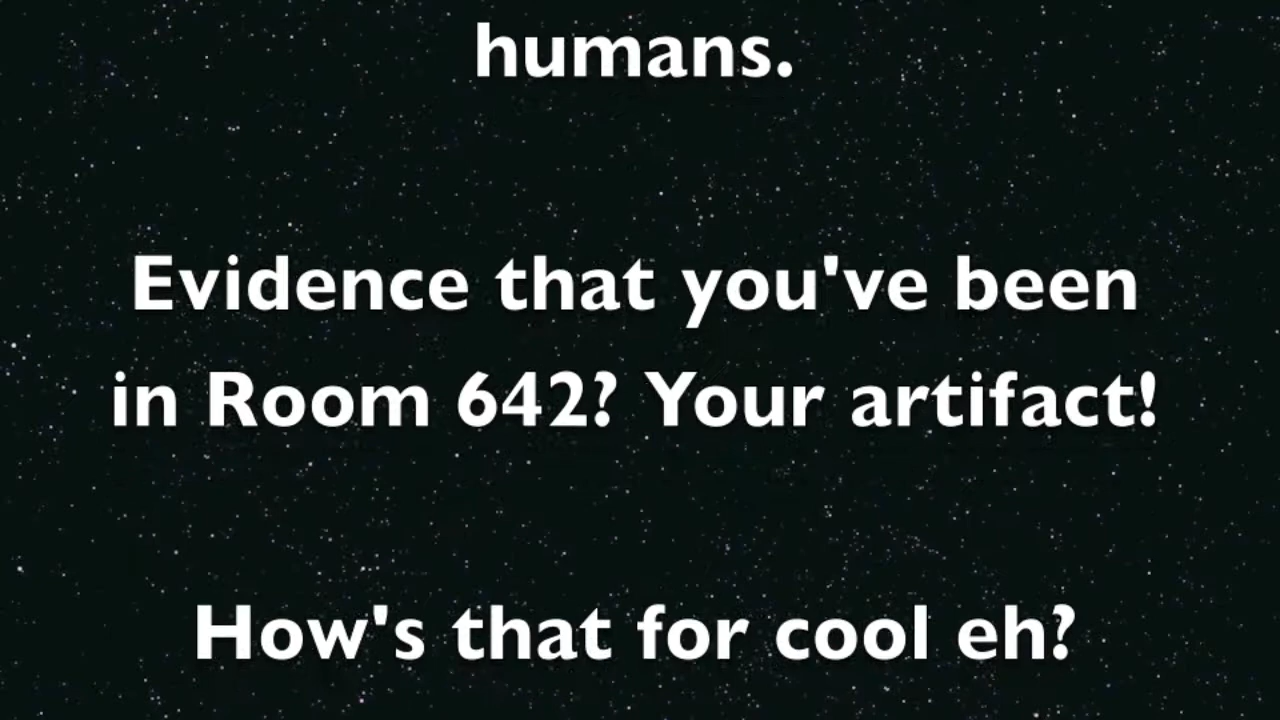 humans.
Evidence that you've been
in Room 642? Your artifact!
How's that for cool eh?